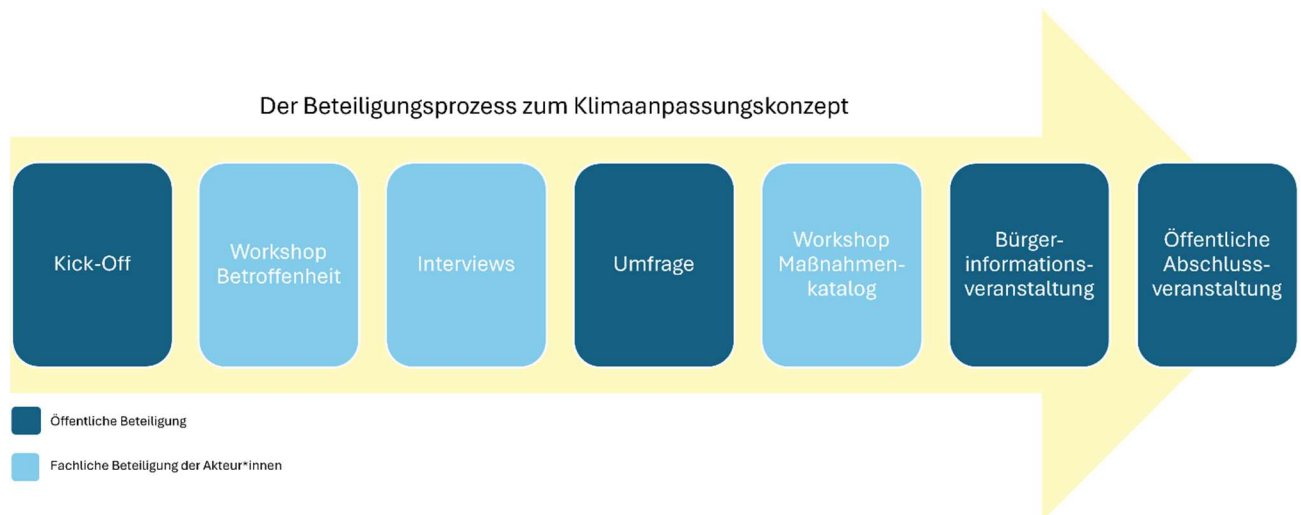 Der Beteiligungsprozess zum Klimaanpassungskonzept
Kick-Off
Workshop
Betroffenheit
Interviews
Umfrage
Workshop
Maßnahmen-
katalog
Bürger-
informations-
veranstaltung
Öffentliche
Abschluss-
veranstaltung
Öffentliche Beteiligung
Fachliche Beteiligung der Akteur*innen